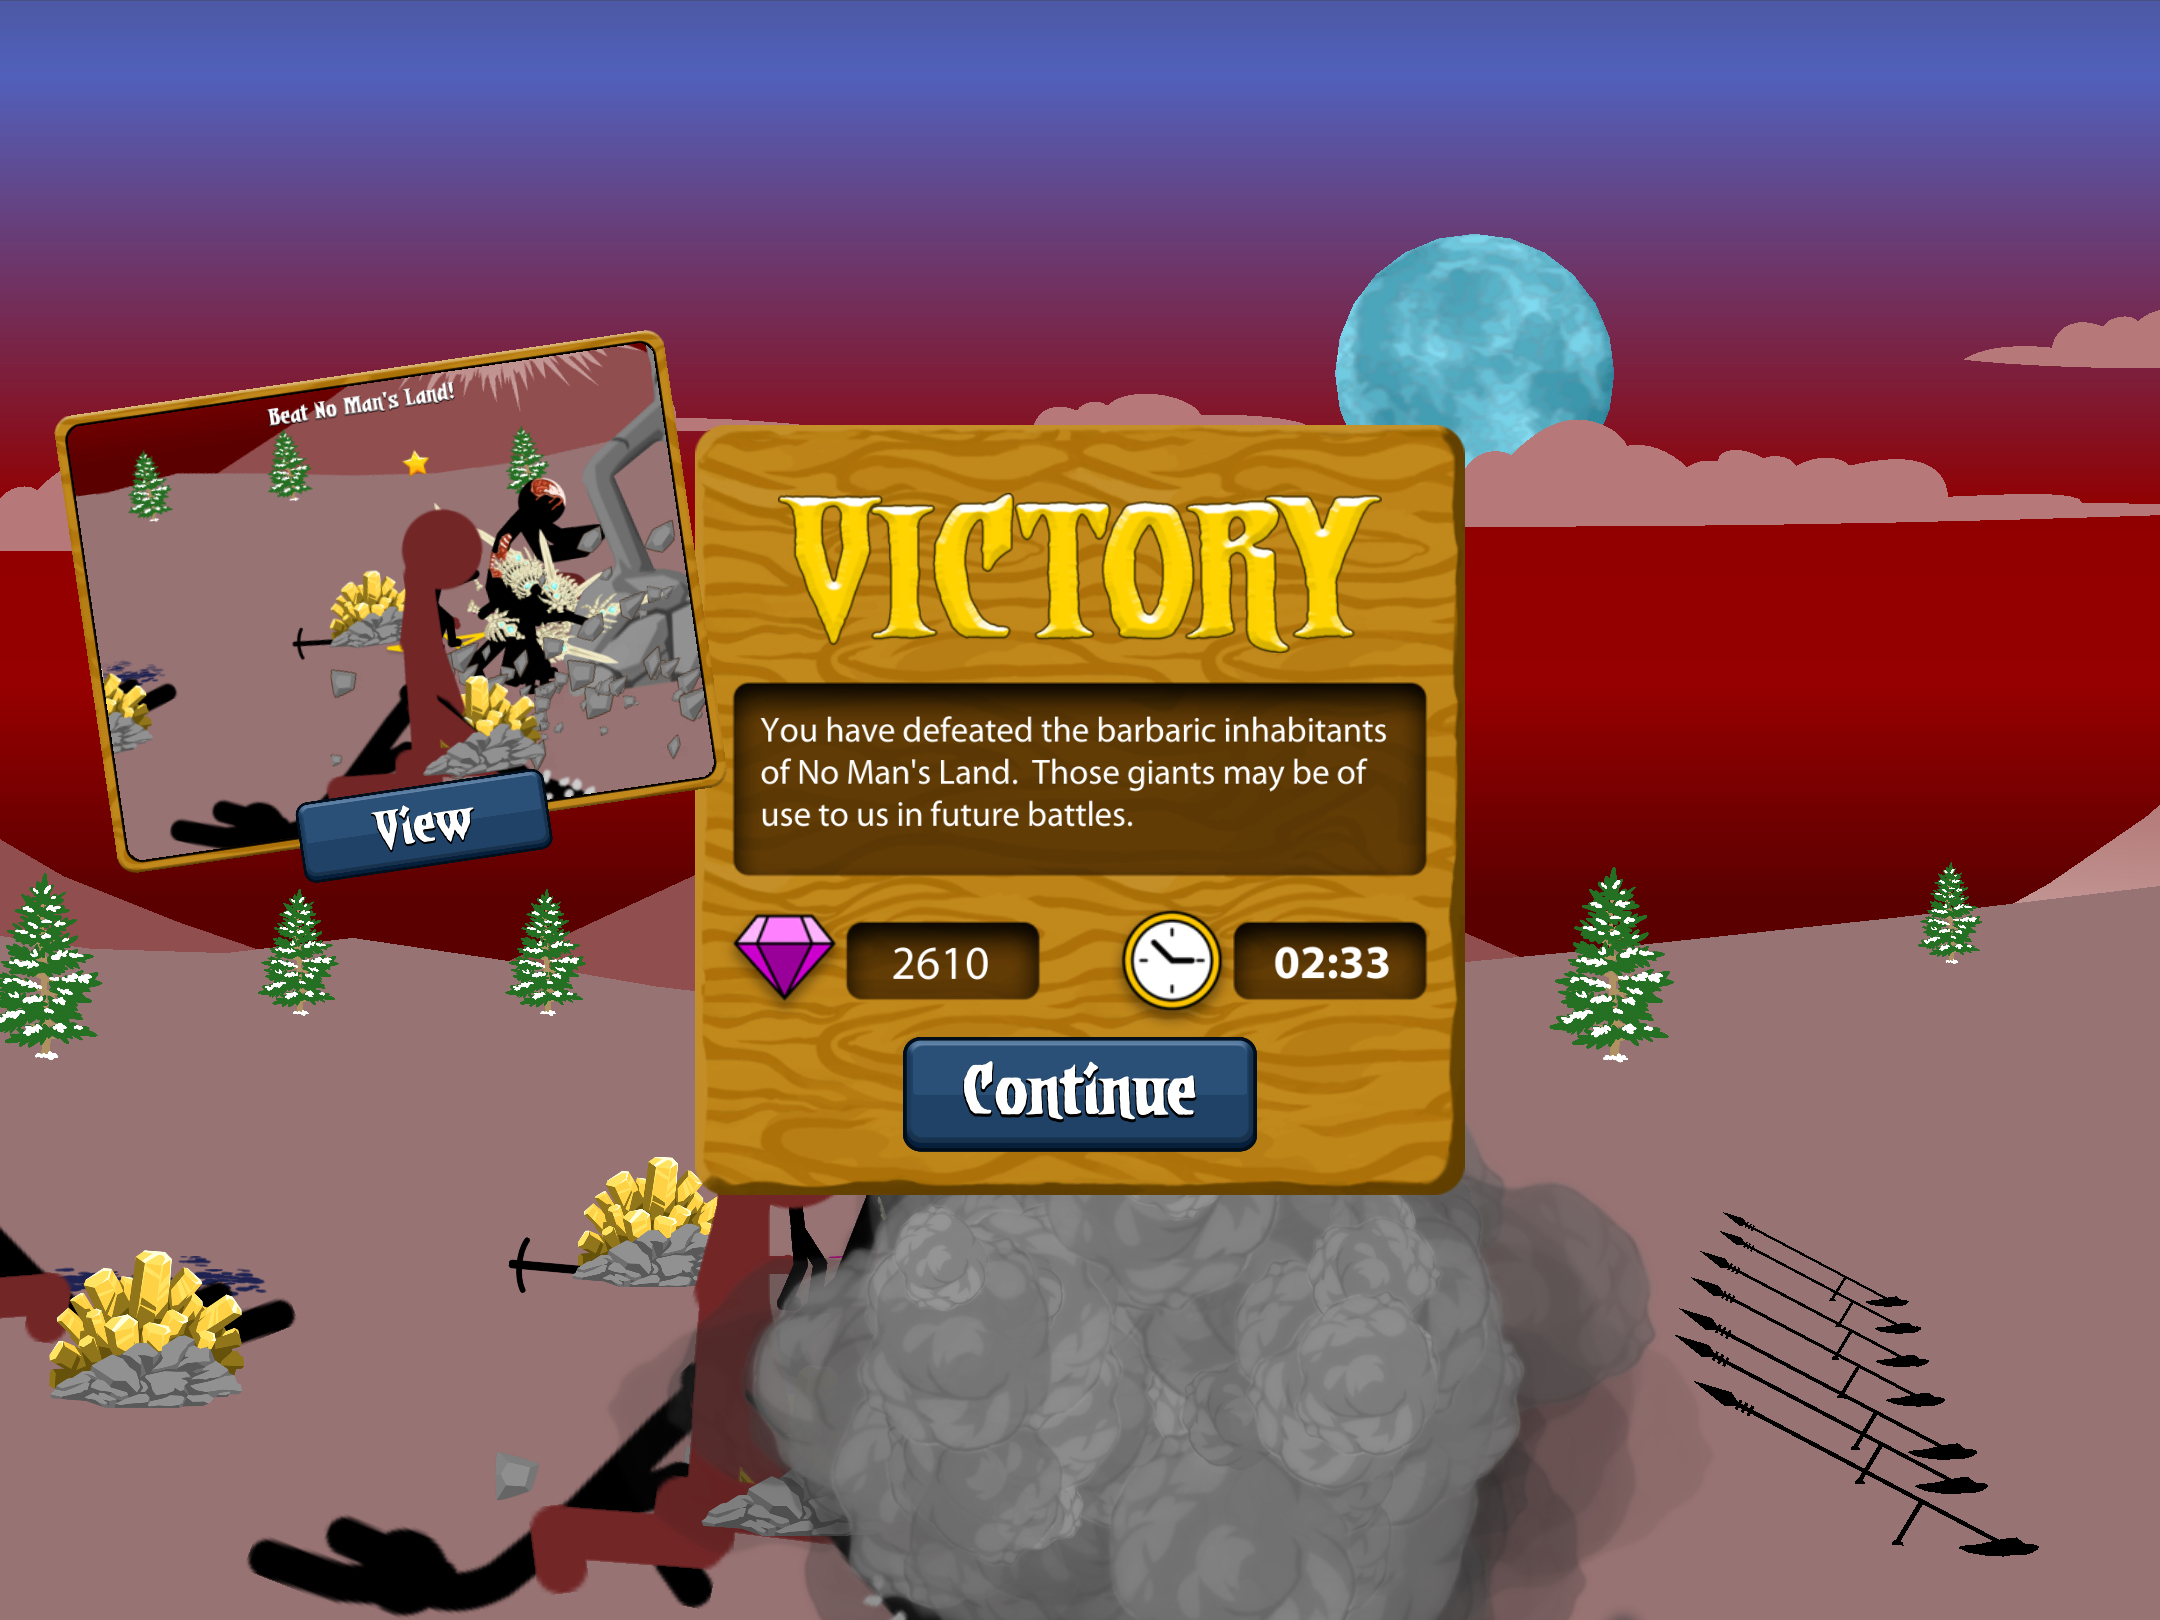 Beat No Man's Land!
View
VICTORY
You have defeated the barbaric inhabitants
of No Man's Land.  Those giants may be of
use to us in future battles.
2610
02:33
Continue